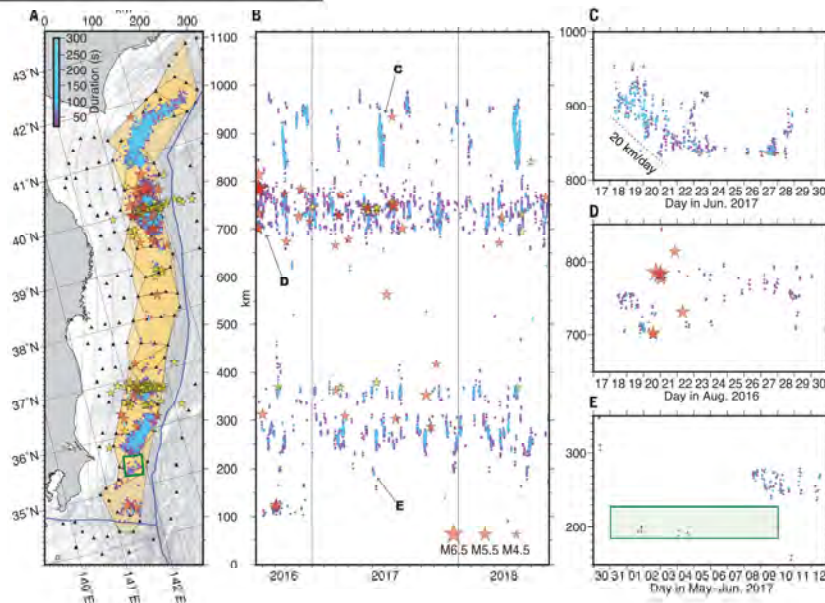 A
0 100 200 300
300
250
200
150
100
50
Duration (s)
43°N
42°N
41°N
40°N
39°N
38°N
37°N
36°N
35°N
147°E
142°E
B
1100
1000
900
800
700
600
500
400
300
200
100
0
km
C
D
E
M6.5 M5.5 M4.5
2016 2017 2018
C
1000
900
800
20 km/day
17 18 19 20 21 22 23 24 25 26 27 28 29 30
Day in Jun. 2017
D
800
700
17 18 19 20 21 22 23 24 25 26 27 28 29 30
Day in Aug. 2016
E
300
200
30 31 01 02 03 04 05 06 07 08 09 10 11 12
Day in May- Jun. 2017